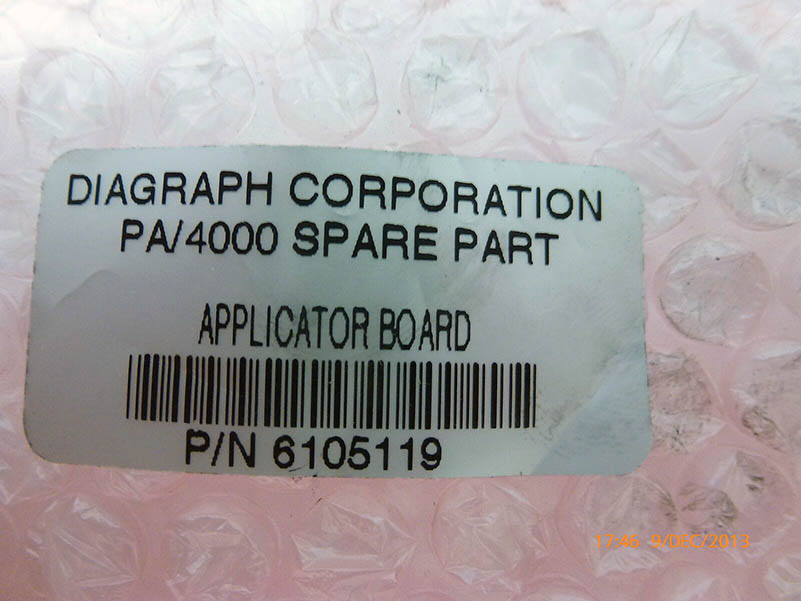 DIAGRAPH CORPORATION
PA/4000 SPARE PART
APPLICATOR BOARD
P/N 6105119
17:46 9/DEC/2013